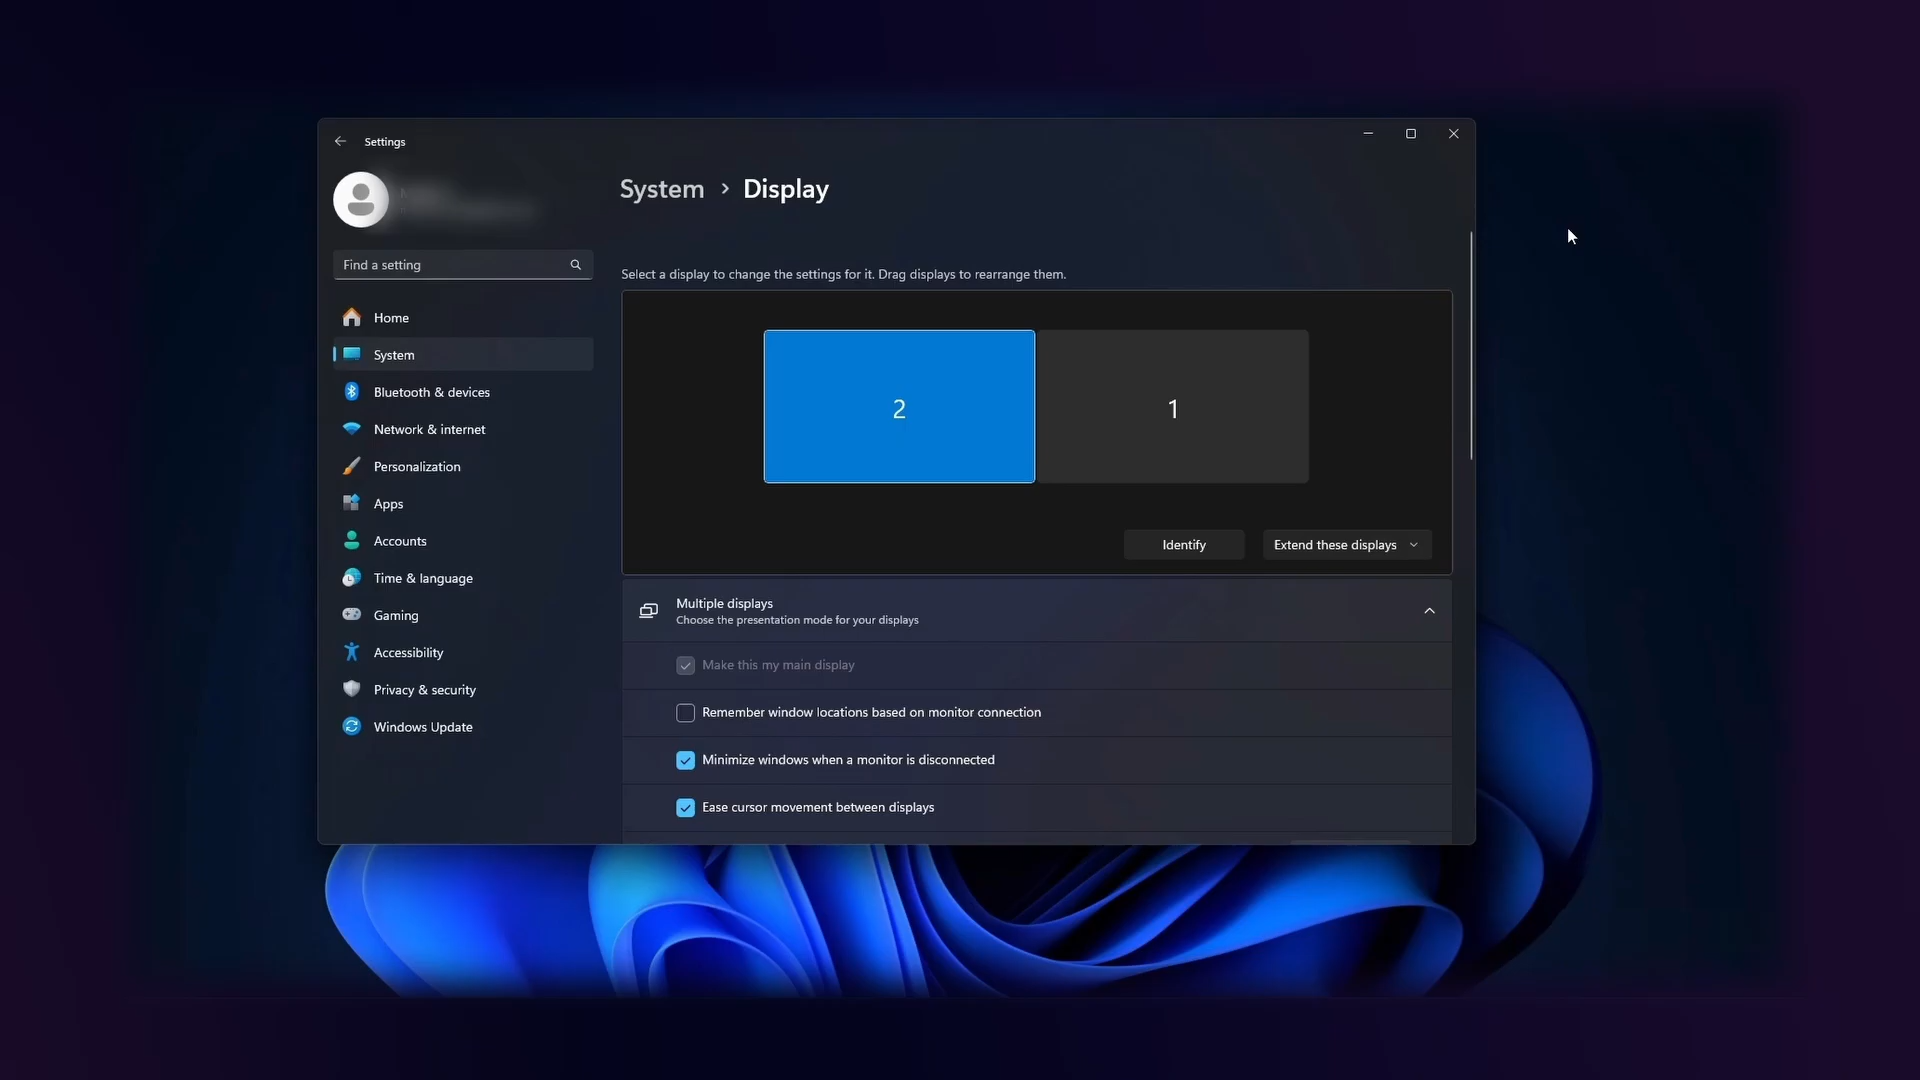 Settings
System > Display
Find a setting
Home
System
Bluetooth & devices
Network & internet
Personalization
Apps
Accounts
Time & language
Gaming
Accessibility
Privacy & security
Windows Update
Select a display to change the settings for it. Drag displays to rearrange them.
2
1
Identify
Extend these displays
Multiple displays
Choose the presentation mode for your displays
Make this my main display
Remember window locations based on monitor connection
Minimize windows when a monitor is disconnected
Ease cursor movement between displays